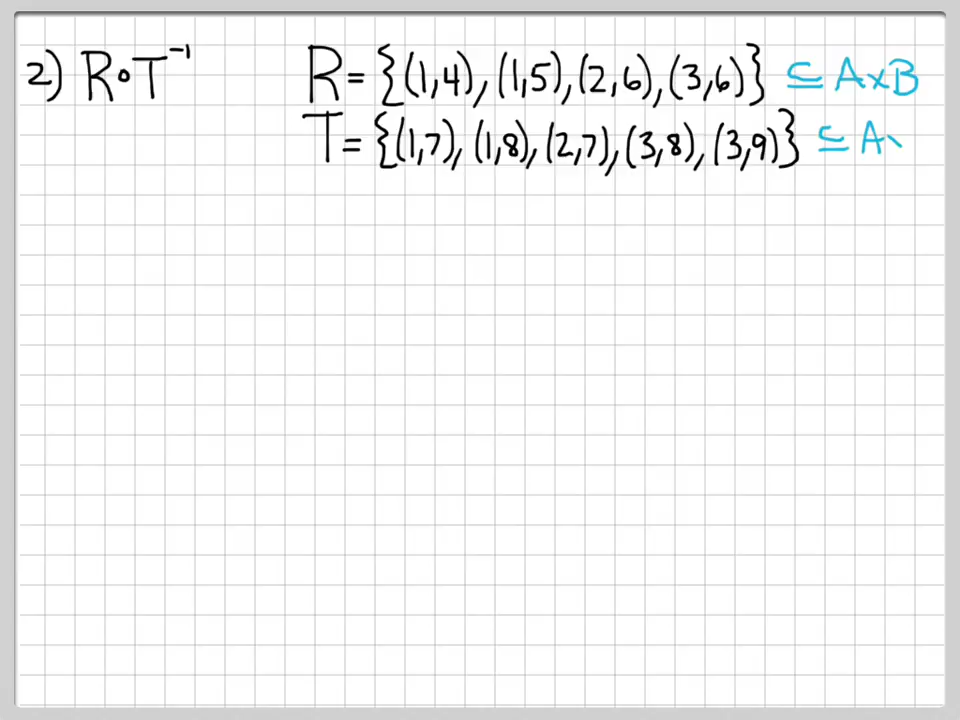 2) R∘T⁻¹ R = {(1,4), (1,5), (2,6), (3,6)} ⊆ A×B
T = {(1,7), (1,8), (2,7), (3,8), (3,9)} ⊆ A